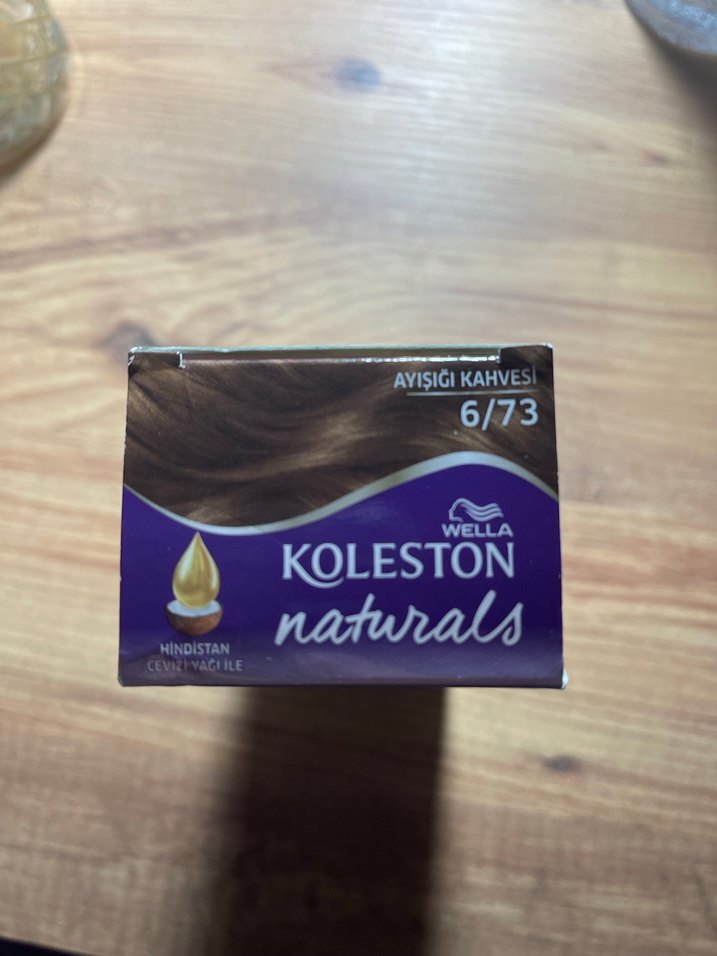 AYIŞIĞI KAHVESİ
6/73
WELLA
KOLESTON
naturals
HİNDİSTAN
CEVİZİ YAĞI İLE